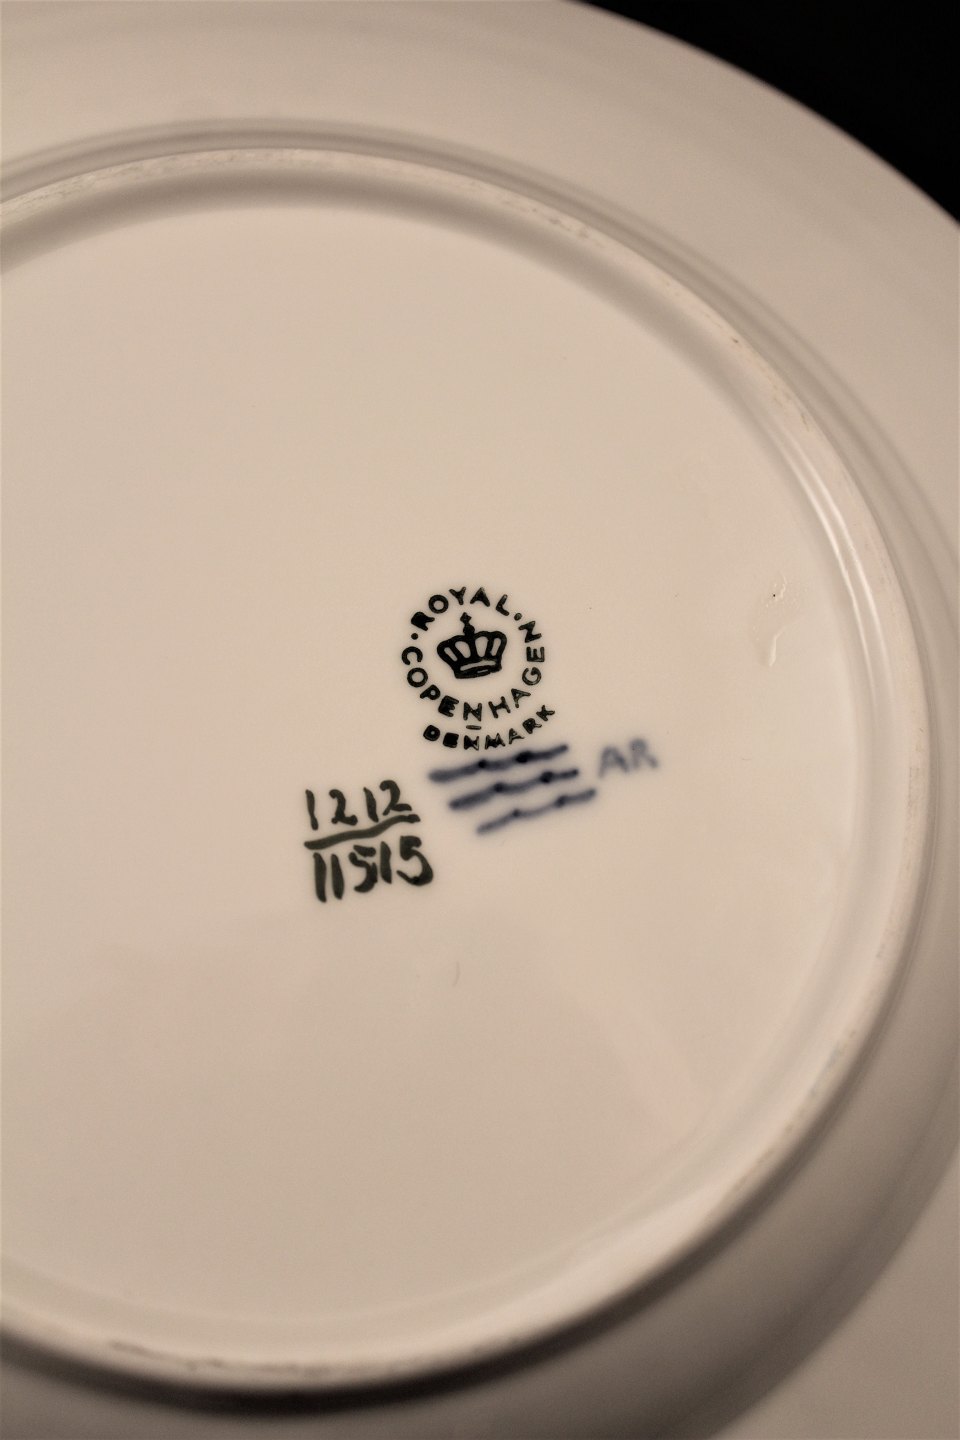 ROYAL
COPENHAGEN
DENMARK
AR
1212
11515